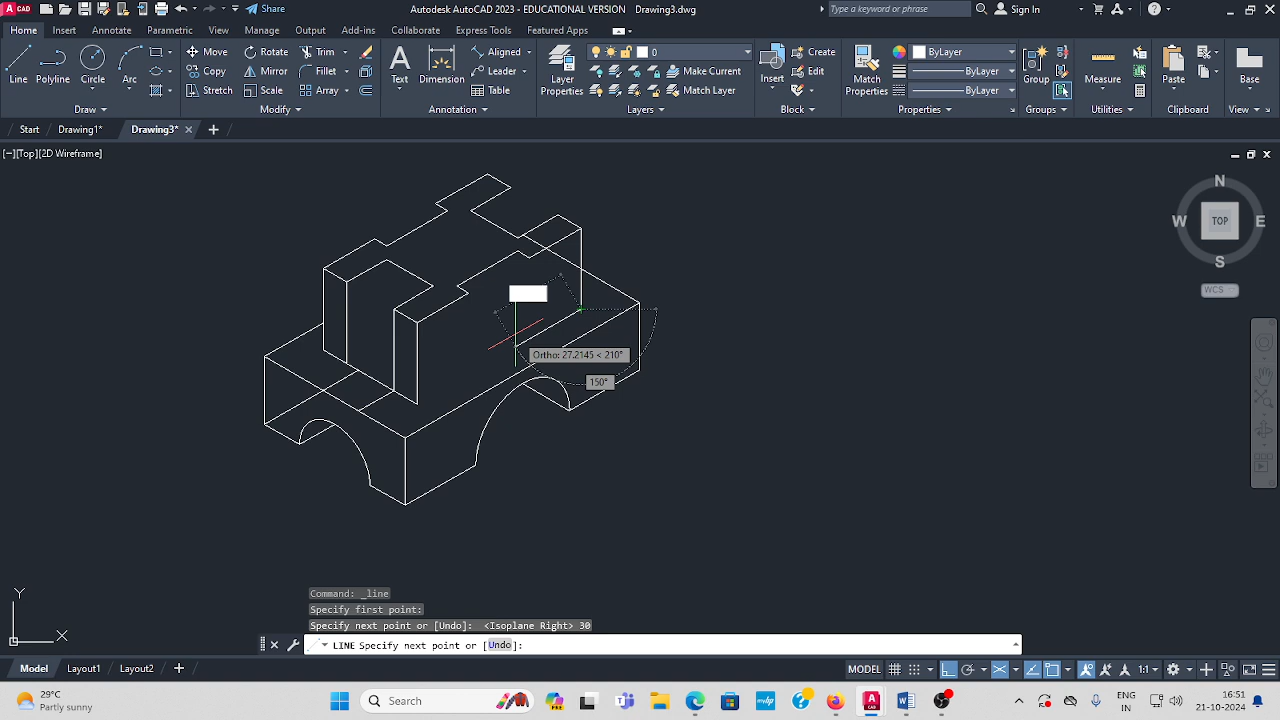 A CAD
Share
Autodesk AutoCAD 2023 - EDUCATIONAL VERSION Drawing3.dwg
Type a keyword or phrase
Sign In
Home Insert Annotate Parametric View Manage Output Add-ins Collaborate Express Tools Featured Apps
Line Polyline Circle Arc
Move Rotate Trim
Copy Mirror Fillet
Stretch Scale Array
Text Dimension
Aligned
Leader
Table
Layer Properties
0
Make Current
Match Layer
Insert
Create
Edit
Match Properties
ByLayer
ByLayer
ByLayer
Group
Measure
Paste
Base
Draw Modify Annotation Layers Block Properties Groups Utilities Clipboard View
Start Drawing1* Drawing3*
[−][Top][2D Wireframe]
N
W TOP E
S
WCS
Ortho: 27.2145 < 210°
150°
Y
X
Command: _line
Specify first point:
Specify next point or [Undo]: <Isoplane Right> 30
LINE Specify next point or [Undo]:
Model Layout1 Layout2
MODEL
1:1
29°C
Partly sunny
Search
ENG
IN
16:51
21-10-2024